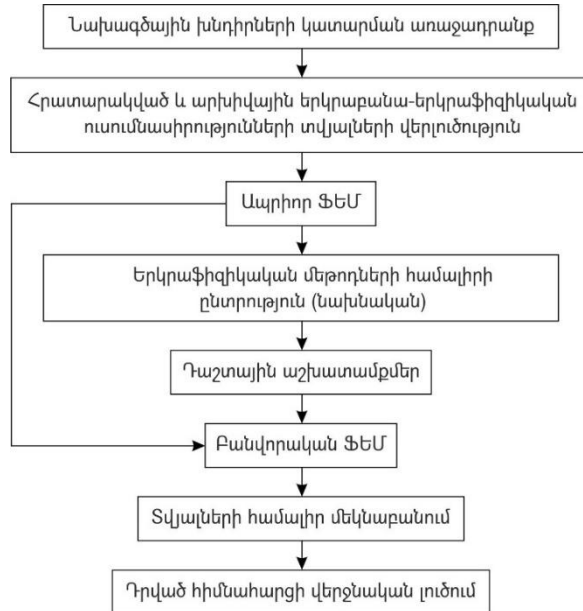 Նախագծային խնդիրների կատարման առաջադրանք
Հրատարակված և արխիվային երկրաբանա-երկրաֆիզիկական
ուսումնասիրությունների տվյալների վերլուծություն
Ապրիոր ՖԵՄ
Երկրաֆիզիկական մեթոդների համալիրի
ընտրություն (նախնական)
Դաշտային աշխատամքմեր
Բանվորական ՖԵՄ
Տվյալների համալիր մեկնաբանում
Դրված հիմնահարցի վերջնական լուծում